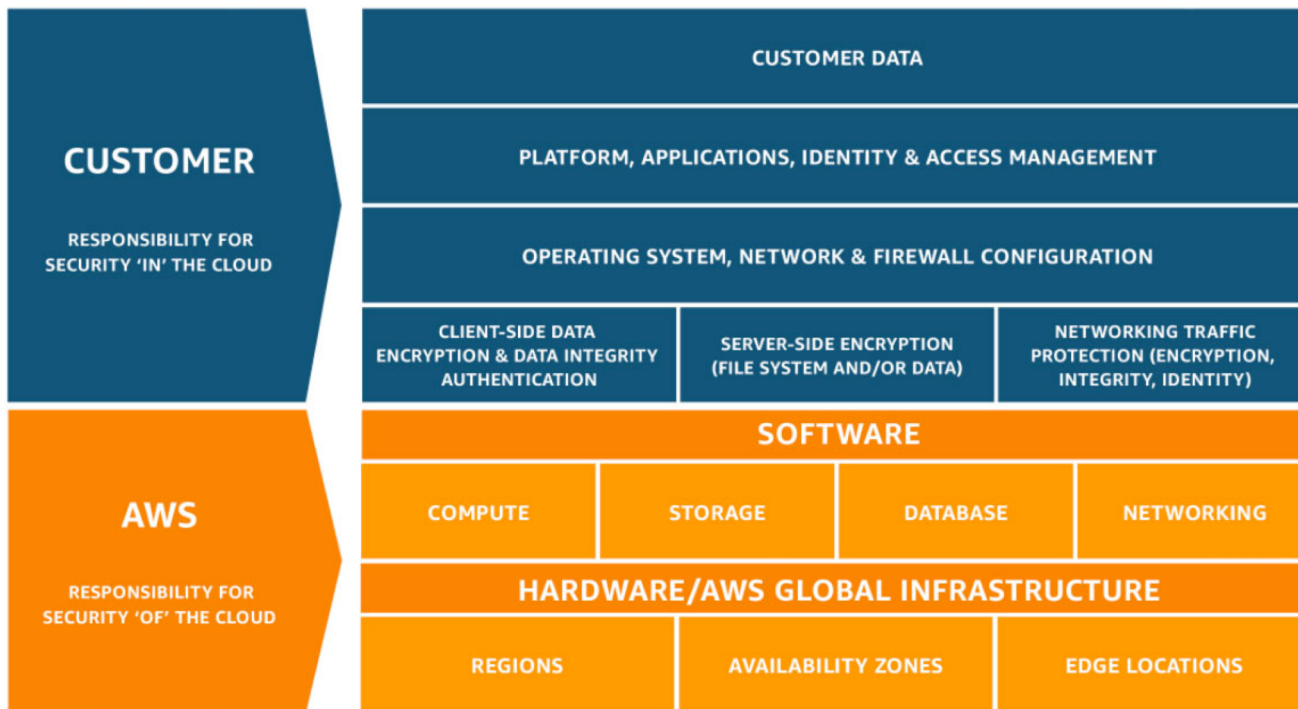 CUSTOMER
RESPONSIBILITY FOR
SECURITY ‘IN’ THE CLOUD
CUSTOMER DATA
PLATFORM, APPLICATIONS, IDENTITY & ACCESS MANAGEMENT
OPERATING SYSTEM, NETWORK & FIREWALL CONFIGURATION
CLIENT-SIDE DATA
ENCRYPTION & DATA INTEGRITY
AUTHENTICATION
SERVER-SIDE ENCRYPTION
(FILE SYSTEM AND/OR DATA)
NETWORKING TRAFFIC
PROTECTION (ENCRYPTION,
INTEGRITY, IDENTITY)
AWS
RESPONSIBILITY FOR
SECURITY ‘OF’ THE CLOUD
SOFTWARE
COMPUTE
STORAGE
DATABASE
NETWORKING
HARDWARE/AWS GLOBAL INFRASTRUCTURE
REGIONS
AVAILABILITY ZONES
EDGE LOCATIONS